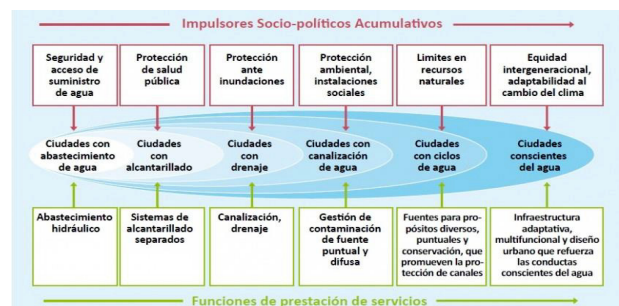 Impulsores Socio-políticos Acumulativos
Seguridad y
acceso de
suministro
de agua
Protección
de salud
pública
Protección
ante
inundaciones
Protección
ambiental,
instalaciones
sociales
Limites en
recursos
naturales
Equidad
intergeneracional,
adaptabilidad al
cambio del clima
Ciudades con
abastecimiento
de agua
Ciudades
con
alcantarillado
Ciudades
con
drenaje
Ciudades con
canalización
de agua
Ciudades
con ciclos
de agua
Ciudades
conscientes
del agua
Abastecimiento
hidráulico
Sistemas de
alcantarillado
separados
Canalización,
drenaje
Gestión de
contaminación
de fuente
puntual y
difusa
Fuentes para pro-
pósitos diversos,
puntuales y
conservación, que
promueven la pro-
tección de canales
Infraestructura
adaptativa,
multifuncional y diseño
urbano que refuerza
las conductas
conscientes del agua
Funciones de prestación de servicios